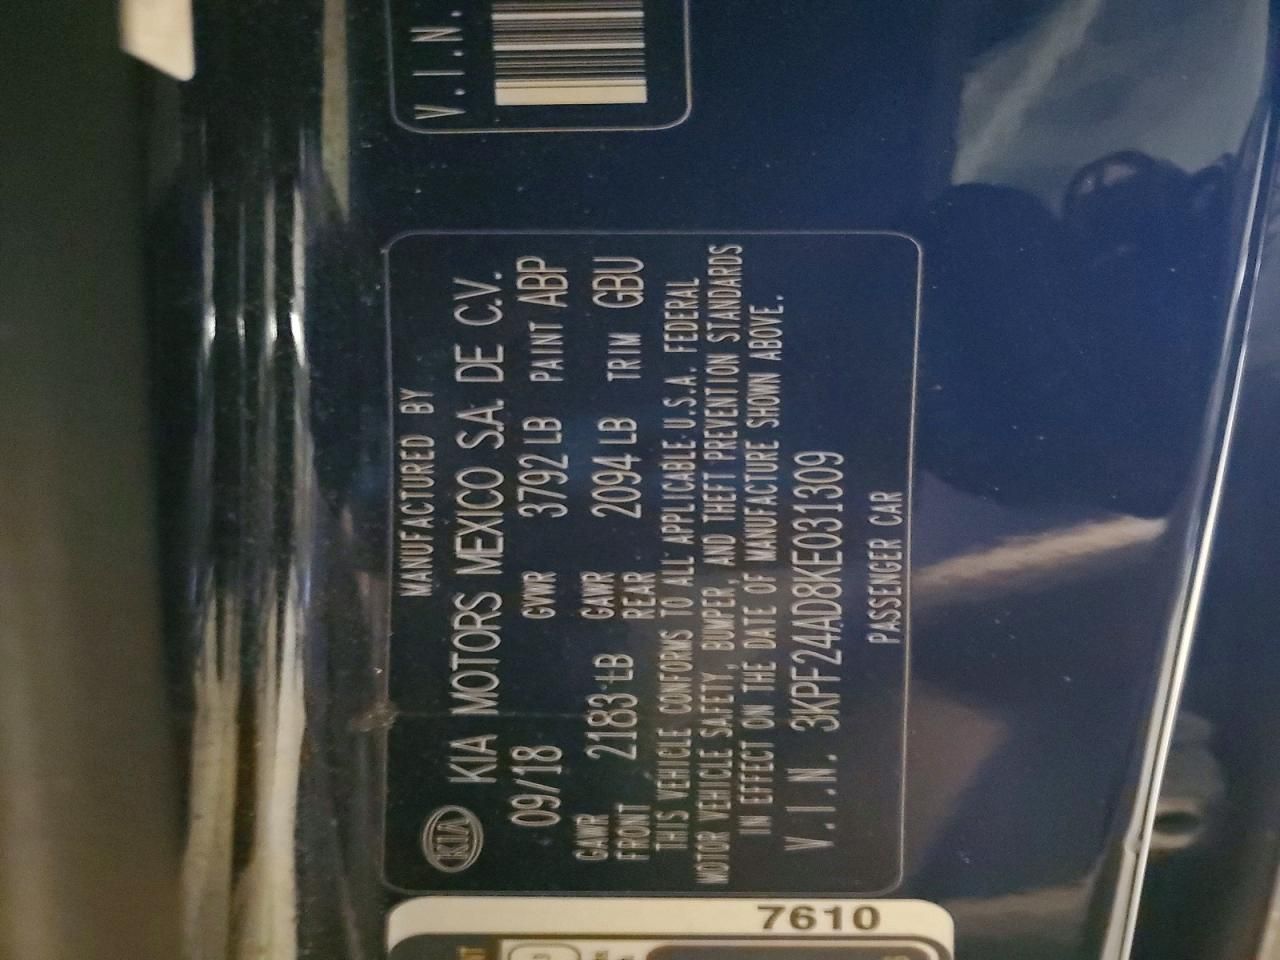 V.I.N.
MANUFACTURED BY
KIA
KIA MOTORS MEXICO S.A. DE C.V.
09/18 GVWR 3792 LB PAINT ABP
GAWR FRONT 2183 LB GAWR REAR 2094 LB TRIM GBU
THIS VEHICLE CONFORMS TO ALL APPLICABLE U.S.A. FEDERAL
MOTOR VEHICLE SAFETY, BUMPER, AND THEFT PREVENTION STANDARDS
IN EFFECT ON THE DATE OF MANUFACTURE SHOWN ABOVE.
V.I.N. 3KPF24AD8KE031309
PASSENGER CAR
7610